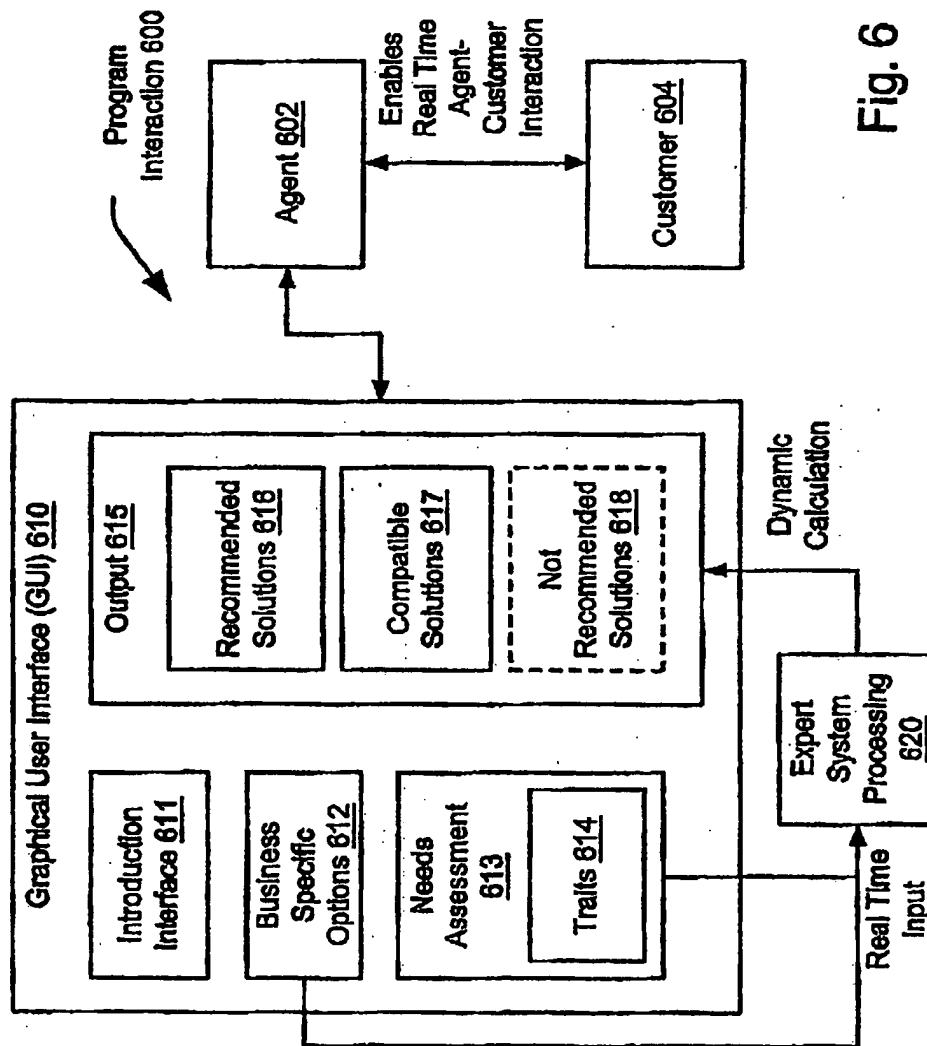 Program
Interaction 600
Graphical User Interface (GUI) 610
Introduction
Interface 611
Business
Specific
Options 612
Needs
Assessment
613
Traits 614
Output 615
Recommended
Solutions 616
Compatible
Solutions 617
Not
Recommended
Solutions 618
Agent 602
Enables
Real Time
Agent-
Customer
Interaction
Customer 604
Real Time
Input
Expert
System
Processing
620
Dynamic
Calculation
Fig. 6